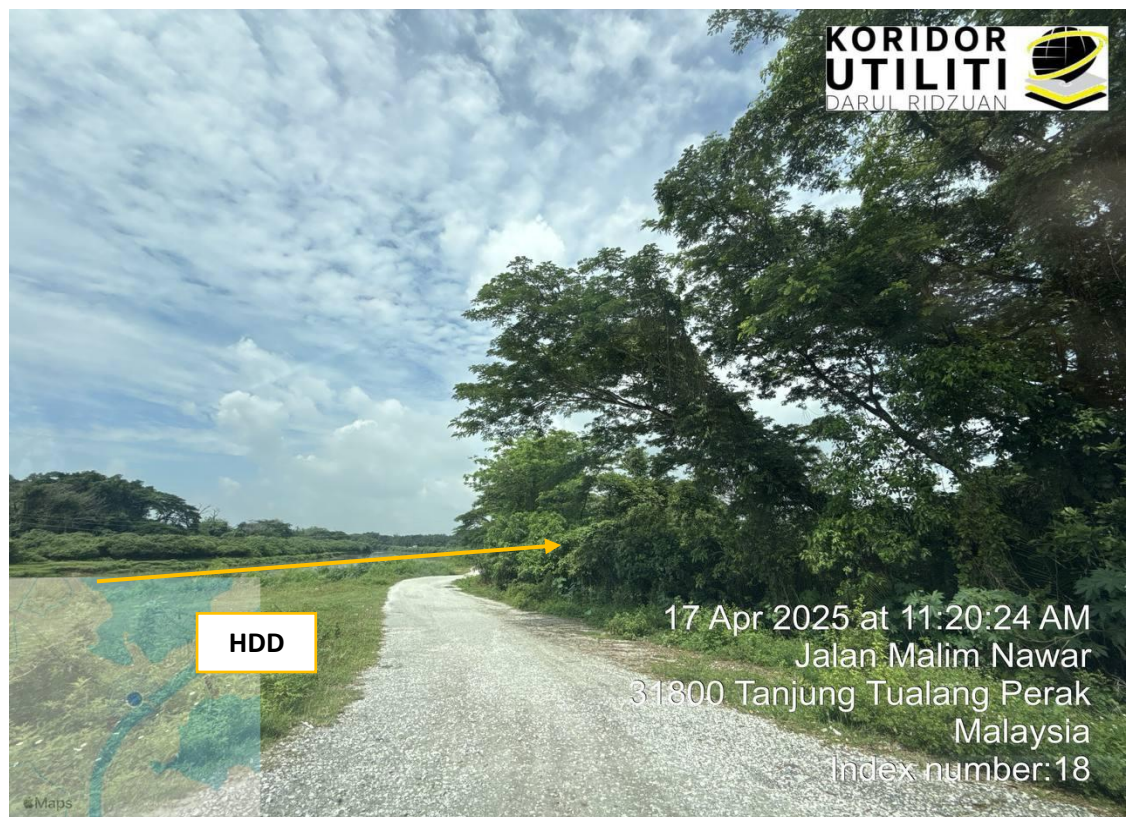 KORIDOR
UTILITI
DARUL RIDZUAN
HDD
17 Apr 2025 at 11:20:24 AM
Jalan Malim Nawar
31800 Tanjung Tualang Perak
Malaysia
Index number:18
Maps